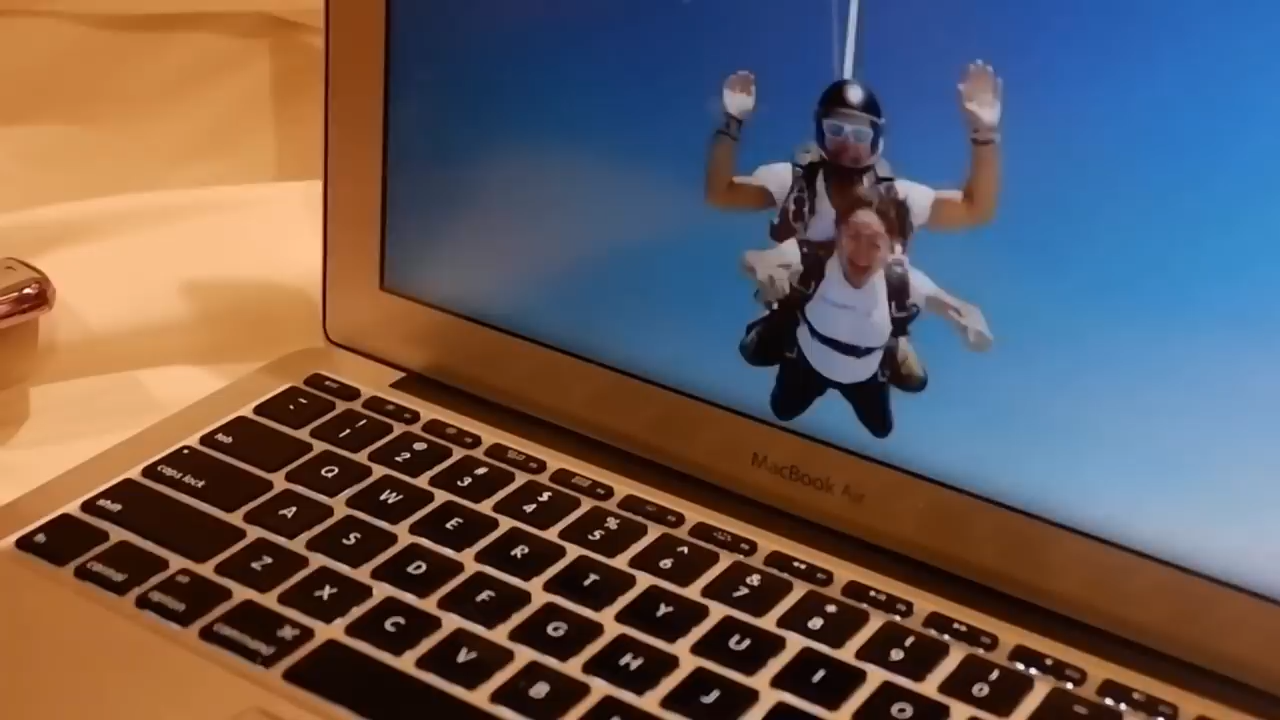 MacBook Air
~
! 1
@ 2
# 3
$ 4
% 5
^ 6
& 7
* 8
( 9
) 0
tab Q W E R T Y U I O
caps lock A S D F G H J
shift Z X C V B
fn control option command